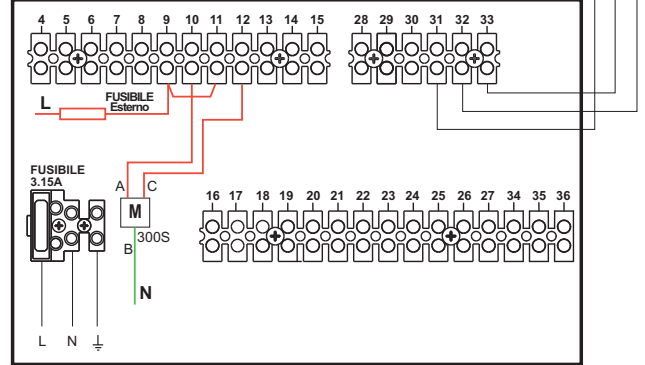 4 5 6 7 8 9 10 11 12 13 14 15 28 29 30 31 32 33
L
FUSIBILE
Esterno
FUSIBILE
3.15A
A C
M
300S
B
N
16 17 18 19 20 21 22 23 24 25 26 27 34 35 36
L N